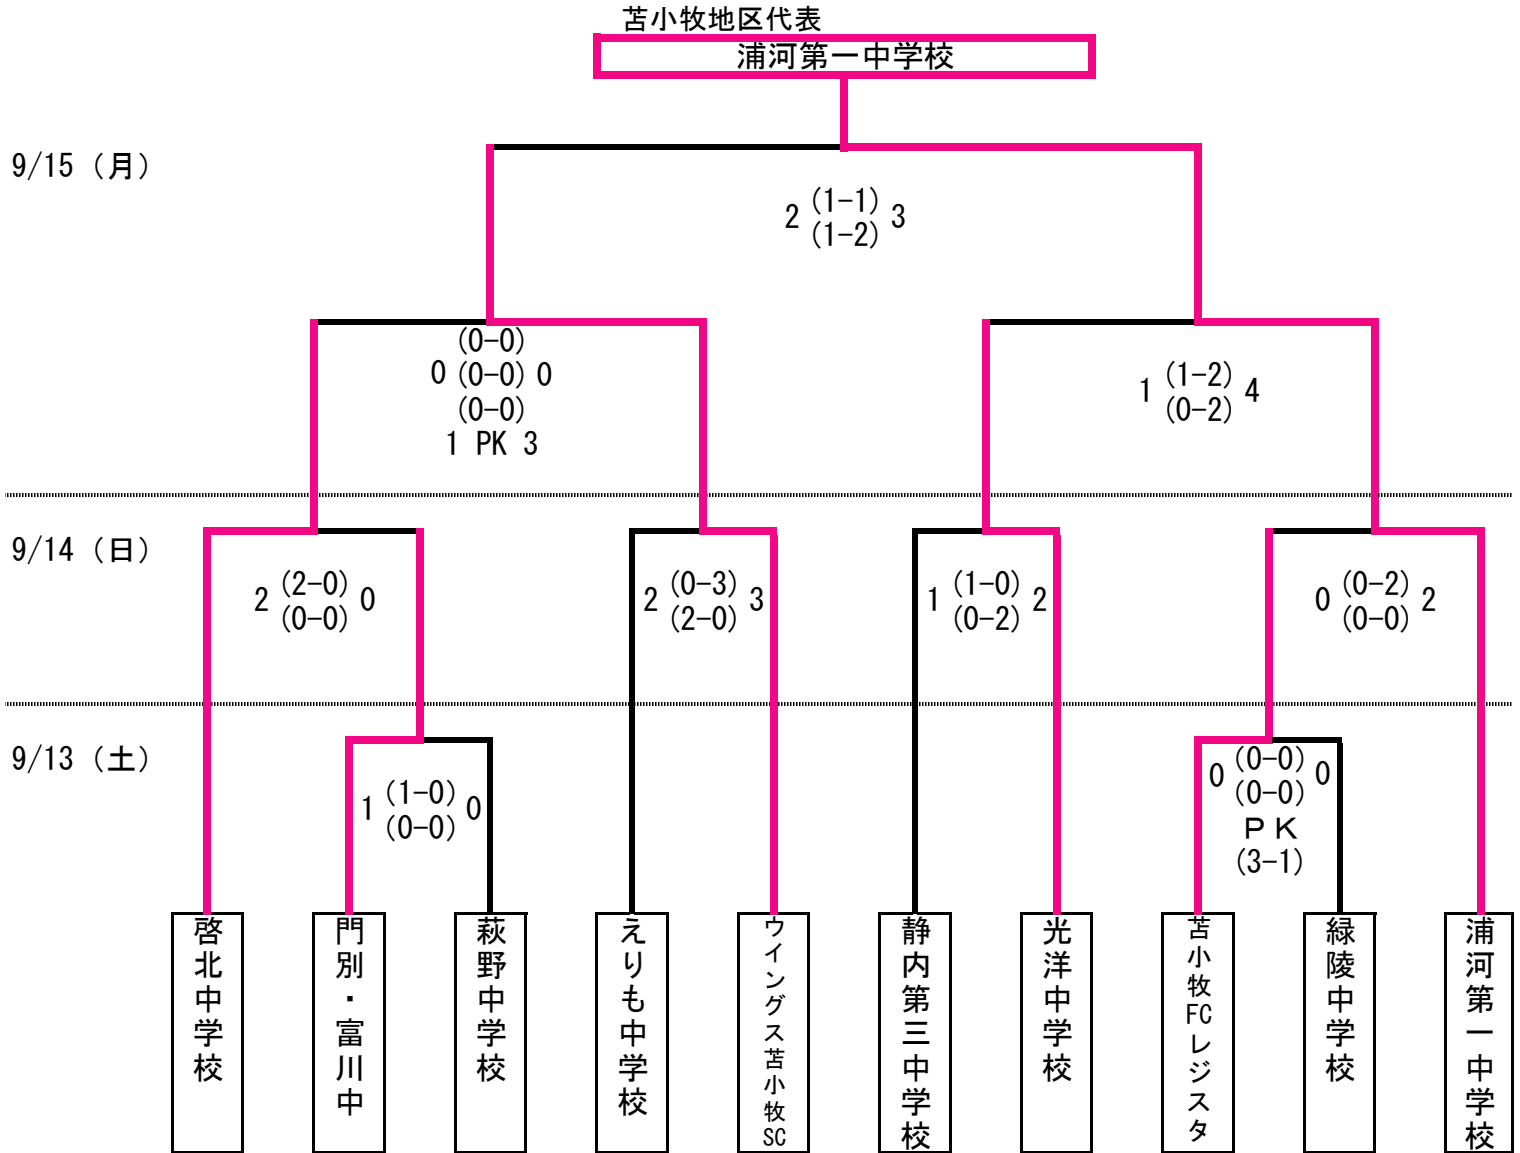 苫小牧地区代表
浦河第一中学校
9/15（月）
2 (1-1) 3
(1-2)
(0-0)
0 (0-0) 0
(0-0)
1 PK 3
1 (1-2) 4
(0-2)
9/14（日）
2 (2-0) 0
(0-0)
2 (0-3) 3
(2-0)
1 (1-0) 2
(0-2)
0 (0-2) 2
(0-0)
9/13（土）
1 (1-0) 0
(0-0)
0 (0-0) 0
(0-0)
ＰＫ
(3-1)
啓北中学校
門別・富川中
萩野中学校
えりも中学校
ウイングス苫小牧SC
静内第三中学校
光洋中学校
苫小牧FCレジスタ
緑陵中学校
浦河第一中学校